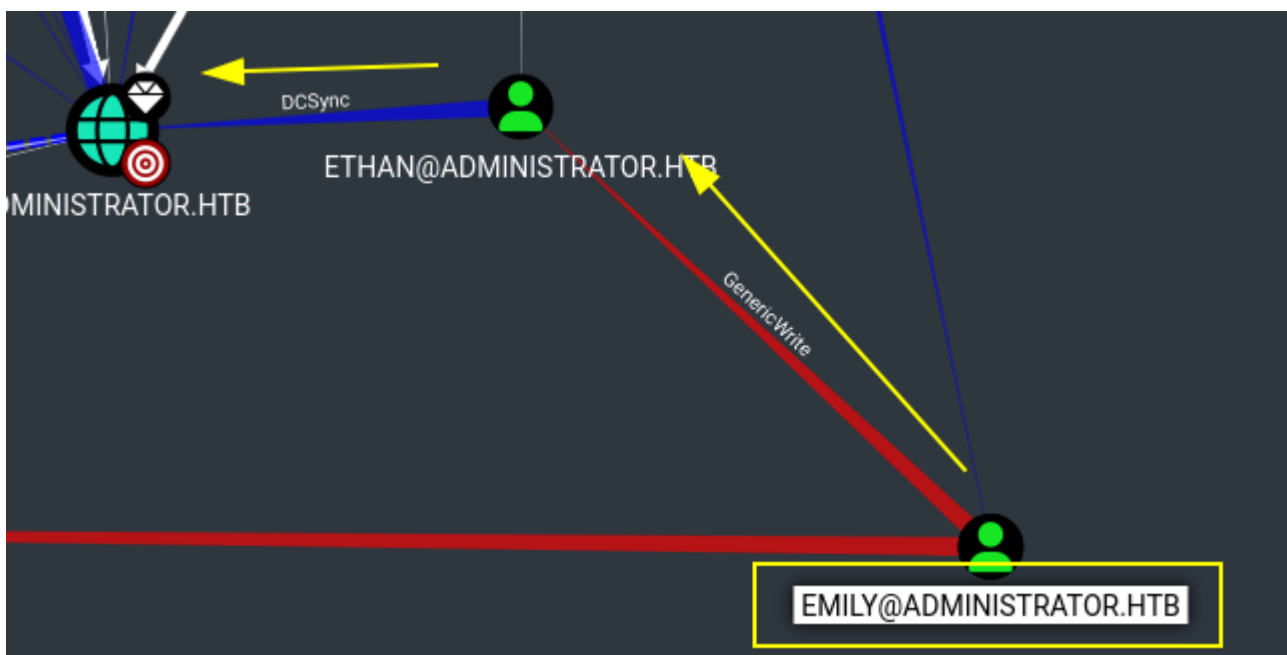 DCSync
ETHAN@ADMINISTRATOR.HTB
DMINISTRATOR.HTB
GenericWrite
EMILY@ADMINISTRATOR.HTB